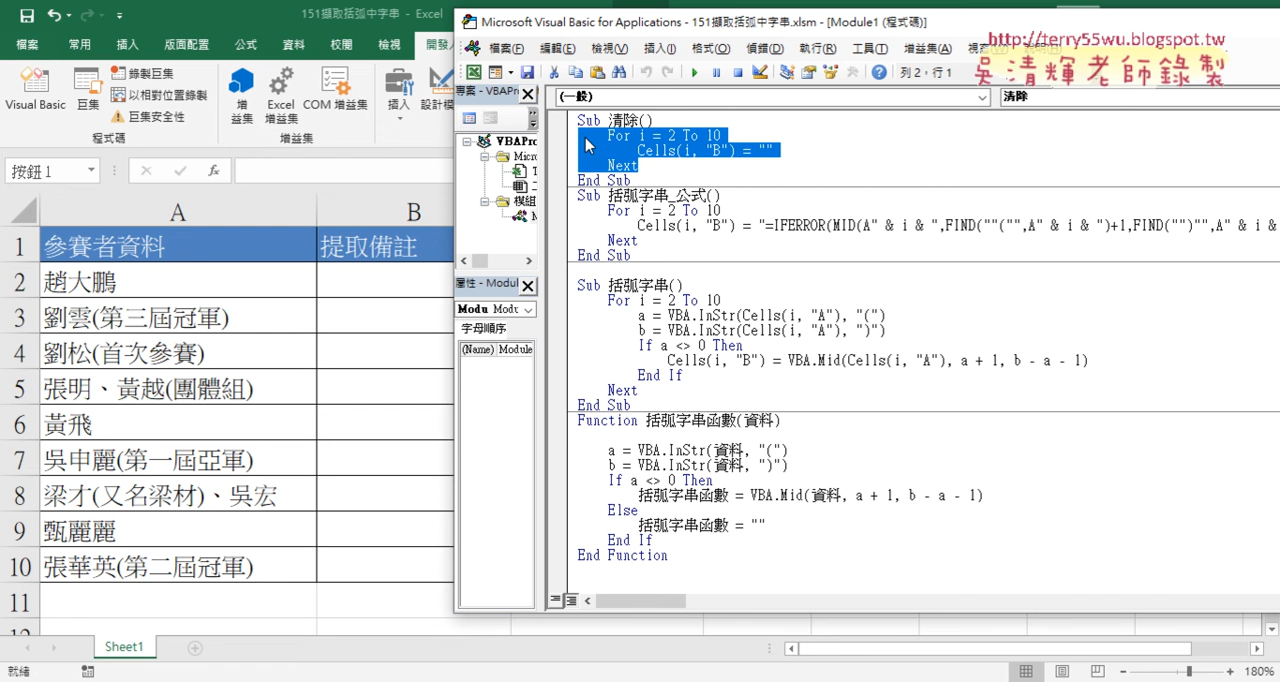 151擷取括弧中字串 - Excel
檔案 常用 插入 版面配置 公式 資料 校閱 檢視
Visual Basic
巨集
錄製巨集
以相對位置錄製
巨集安全性
程式碼
增益集
Excel 增益集
COM 增益集
增益集
插入
設計模
按鈕 1
fx
A B
1 參賽者資料 提取備註
2 趙大鵬
3 劉雲(第三屆冠軍)
4 劉松(首次參賽)
5 張明、黃越(團體組)
6 黃飛
7 吳申麗(第一屆亞軍)
8 梁才(又名梁材)、吳宏
9 甄麗麗
10 張華英(第二屆冠軍)
11
Sheet1
就緒
180%
Microsoft Visual Basic for Applications - 151擷取括弧中字串.xlsm - [Module1 (程式碼)]
檔案(F) 編輯(E) 檢視(V) 插入(I) 格式(O) 偵錯(D) 執行(R) 工具(T) 增益集(A)
http://terry55wu.blogspot.tw
吳清輝老師錄製
列 2，行 1
專案 - VBAPro
VBAPro
Micro
模組
屬性 - Modul
Modu Modu
字母順序
(Name) Module
(一般) 清除
Sub 清除()
For i = 2 To 10
Cells(i, "B") = ""
Next
End Sub
Sub 括弧字串_公式()
For i = 2 To 10
Cells(i, "B") = "=IFERROR(MID(A" & i & ",FIND(""("",A" & i & ")+1,FIND("")"",A" & i &
Next
End Sub
Sub 括弧字串()
For i = 2 To 10
a = VBA.InStr(Cells(i, "A"), "(")
b = VBA.InStr(Cells(i, "A"), ")")
If a <> 0 Then
Cells(i, "B") = VBA.Mid(Cells(i, "A"), a + 1, b - a - 1)
End If
Next
End Sub
Function 括弧字串函數(資料)
a = VBA.InStr(資料, "(")
b = VBA.InStr(資料, ")")
If a <> 0 Then
括弧字串函數 = VBA.Mid(資料, a + 1, b - a - 1)
Else
括弧字串函數 = ""
End If
End Function